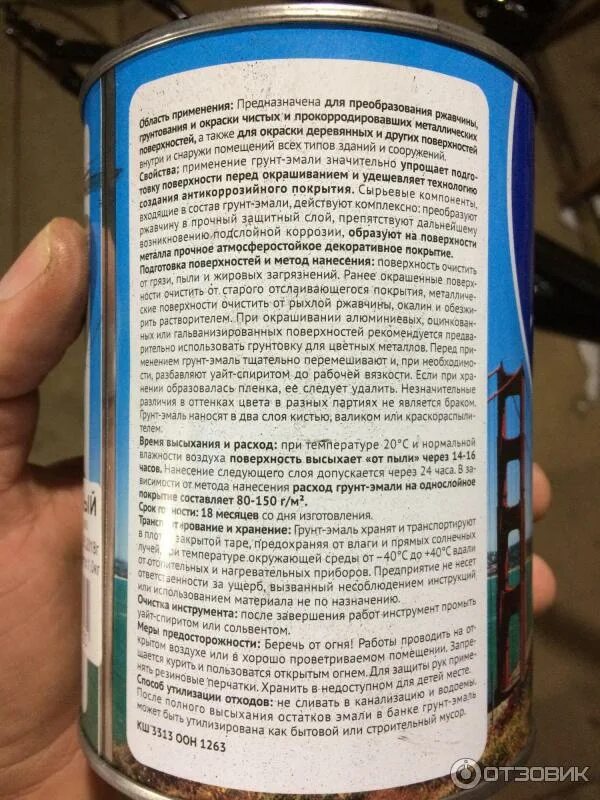 Область применения: Предназначена для преобразования ржавчины,
грунтования и окраски чистых и прокорродировавших металлических
поверхностей, а также для окраски деревянных и других поверхностей
внутри и снаружи помещений всех типов зданий и сооружений.
Свойства: применение грунт-эмали значительно упрощает подго-
товку поверхности перед окрашиванием и удешевляет технологию
создания антикоррозийного покрытия. Сырьевые компоненты,
входящие в состав грунт-эмали, действуют комплексно: преобразуют
ржавчину в прочный защитный слой, препятствуют дальнейшему
возникновению подслойной коррозии, образуют на поверхности
металла прочное атмосферостойкое декоративное покрытие.
Подготовка поверхностей и метод нанесения: поверхность очистить
от грязи, пыли и жировых загрязнений. Ранее окрашенные поверх-
ности очистить от старого отслаивающегося покрытия, металличе-
ские поверхности очистить от рыхлой ржавчины, окалин и обезжи-
рить растворителем. При окрашивании алюминиевых, оцинкован-
ных или гальванизированных поверхностей рекомендуется предва-
рительно использовать грунтовку для цветных металлов. Перед при-
менением грунт-эмаль тщательно перемешивают и, при необходимо-
сти, разбавляют уайт-спиритом до рабочей вязкости. Если при хра-
нении образовалась пленка, её следует удалить. Незначительные
различия в оттенках цвета в разных партиях не является браком.
Грунт-эмаль наносят в два слоя кистью, валиком или краскораспыли-
телем.
Время высыхания и расход: при температуре 20°С и нормальной
влажности воздуха поверхность высыхает «от пыли» через 14-16
часов. Нанесение следующего слоя допускается через 24 часа. В за-
висимости от метода нанесения расход грунт-эмали на однослойное
покрытие составляет 80-150 г/м².
Срок годности: 18 месяцев со дня изготовления.
Транспортирование и хранение: Грунт-эмаль хранят и транспортируют
в плотно закрытой таре, предохраняя от влаги и прямых солнечных
лучей, при температуре окружающей среды от −40°С до +40°С вдали
от отопительных и нагревательных приборов. Предприятие не несет
ответственности за ущерб, вызванный несоблюдением инструкций
или использованием материала не по назначению.
Очистка инструмента: после завершения работ инструмент промыть
уайт-спиритом или сольвентом.
Меры предосторожности: Беречь от огня! Работы проводить на от-
крытом воздухе или в хорошо проветриваемом помещении. Запре-
щается курить и пользоватся открытым огнем. Для защиты рук приме-
нять резиновые перчатки. Хранить в недоступном для детей месте.
Способ утилизации отходов: не сливать в канализацию и водоемы.
После полного высыхания остатков эмали в банке грунт-эмаль
может быть утилизирована как бытовой или строительный мусор.
КШ 3313 ООН 1263
ОТЗОВИК